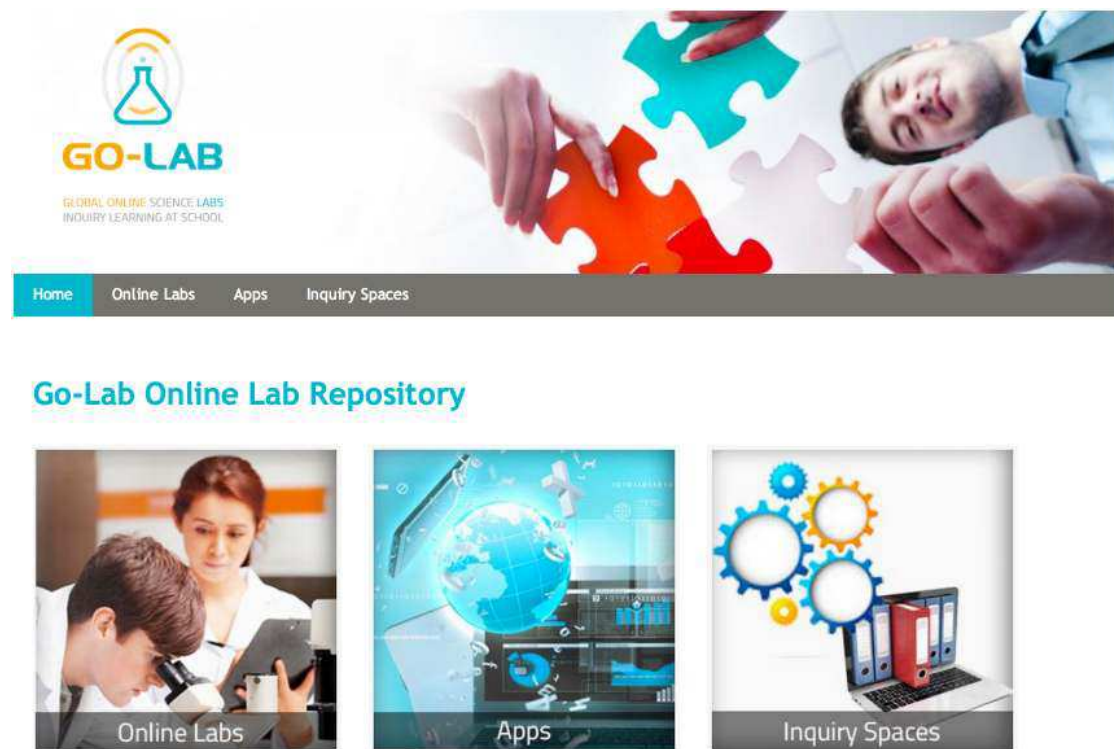 GO-LAB
GLOBAL ONLINE SCIENCE LABS
INQUIRY LEARNING AT SCHOOL
Home Online Labs Apps Inquiry Spaces
Go-Lab Online Lab Repository
Online Labs Apps Inquiry Spaces